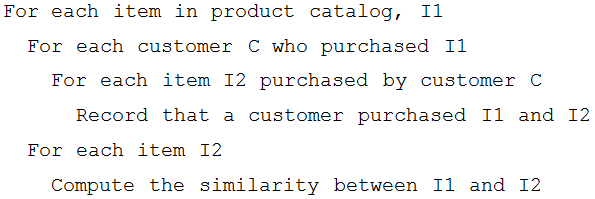 For each item in product catalog, I1
For each customer C who purchased I1
For each item I2 purchased by customer C
Record that a customer purchased I1 and I2
For each item I2
Compute the similarity between I1 and I2